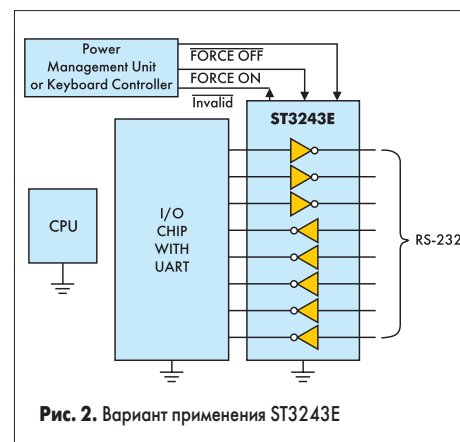 Power
Management Unit
or Keyboard Controller
FORCE OFF
FORCE ON
Invalid
ST3243E
CPU
I/O
CHIP
WITH
UART
RS-232
Рис. 2. Вариант применения ST3243E